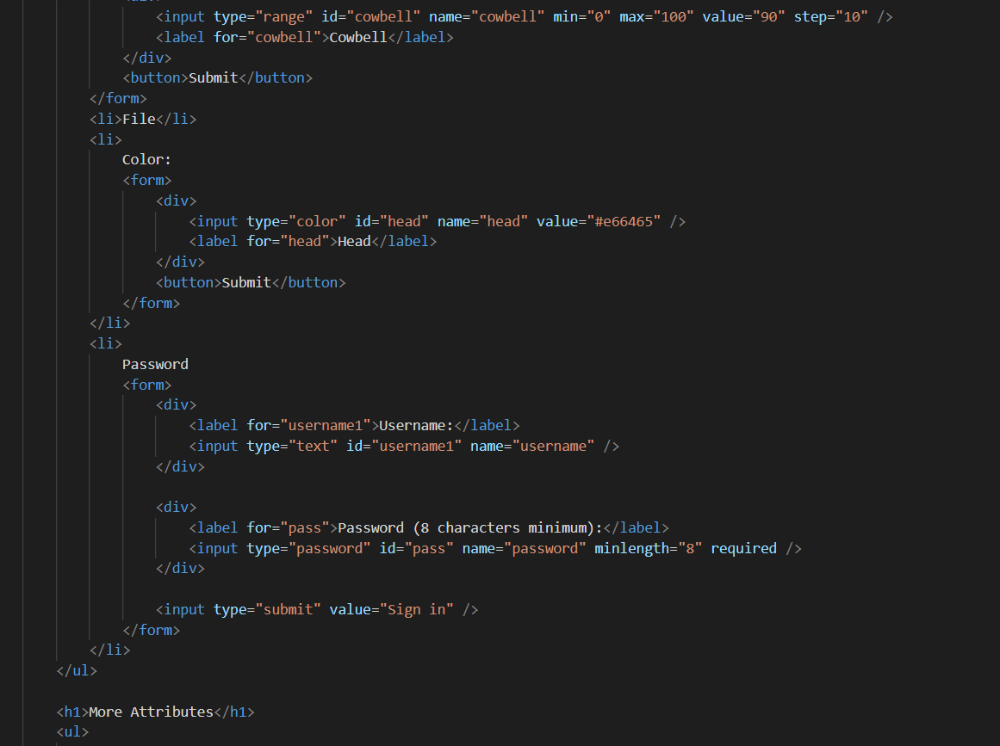 <input type="range" id="cowbell" name="cowbell" min="0" max="100" value="90" step="10" />
<label for="cowbell">Cowbell</label>
</div>
<button>Submit</button>
</form>
<li>File</li>
<li>
Color:
<form>
<div>
<input type="color" id="head" name="head" value="#e66465" />
<label for="head">Head</label>
</div>
<button>Submit</button>
</form>
</li>
<li>
Password
<form>
<div>
<label for="username1">Username:</label>
<input type="text" id="username1" name="username" />
</div>
<div>
<label for="pass">Password (8 characters minimum):</label>
<input type="password" id="pass" name="password" minlength="8" required />
</div>
<input type="submit" value="Sign in" />
</form>
</li>
</ul>
<h1>More Attributes</h1>
<ul>